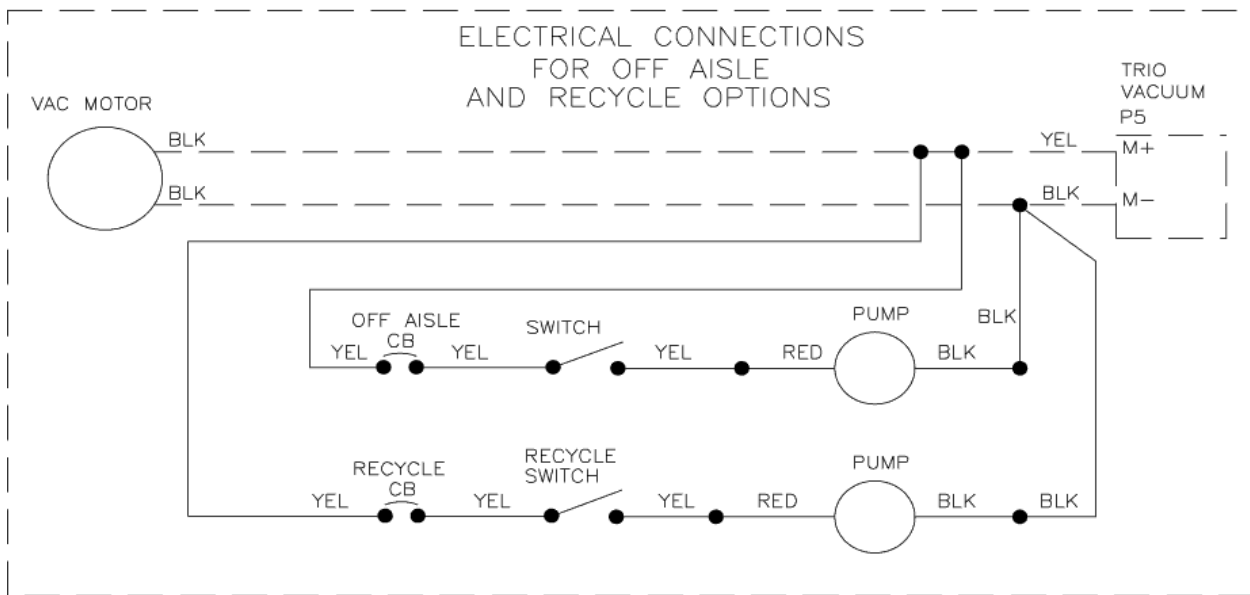 ELECTRICAL CONNECTIONS
FOR OFF AISLE
AND RECYCLE OPTIONS
TRIO
VACUUM
P5
VAC MOTOR
BLK
YEL
M+
BLK
BLK
M-
OFF AISLE
CB
SWITCH
PUMP
BLK
YEL
YEL
YEL
RED
BLK
RECYCLE
CB
RECYCLE
SWITCH
PUMP
YEL
YEL
YEL
RED
BLK
BLK